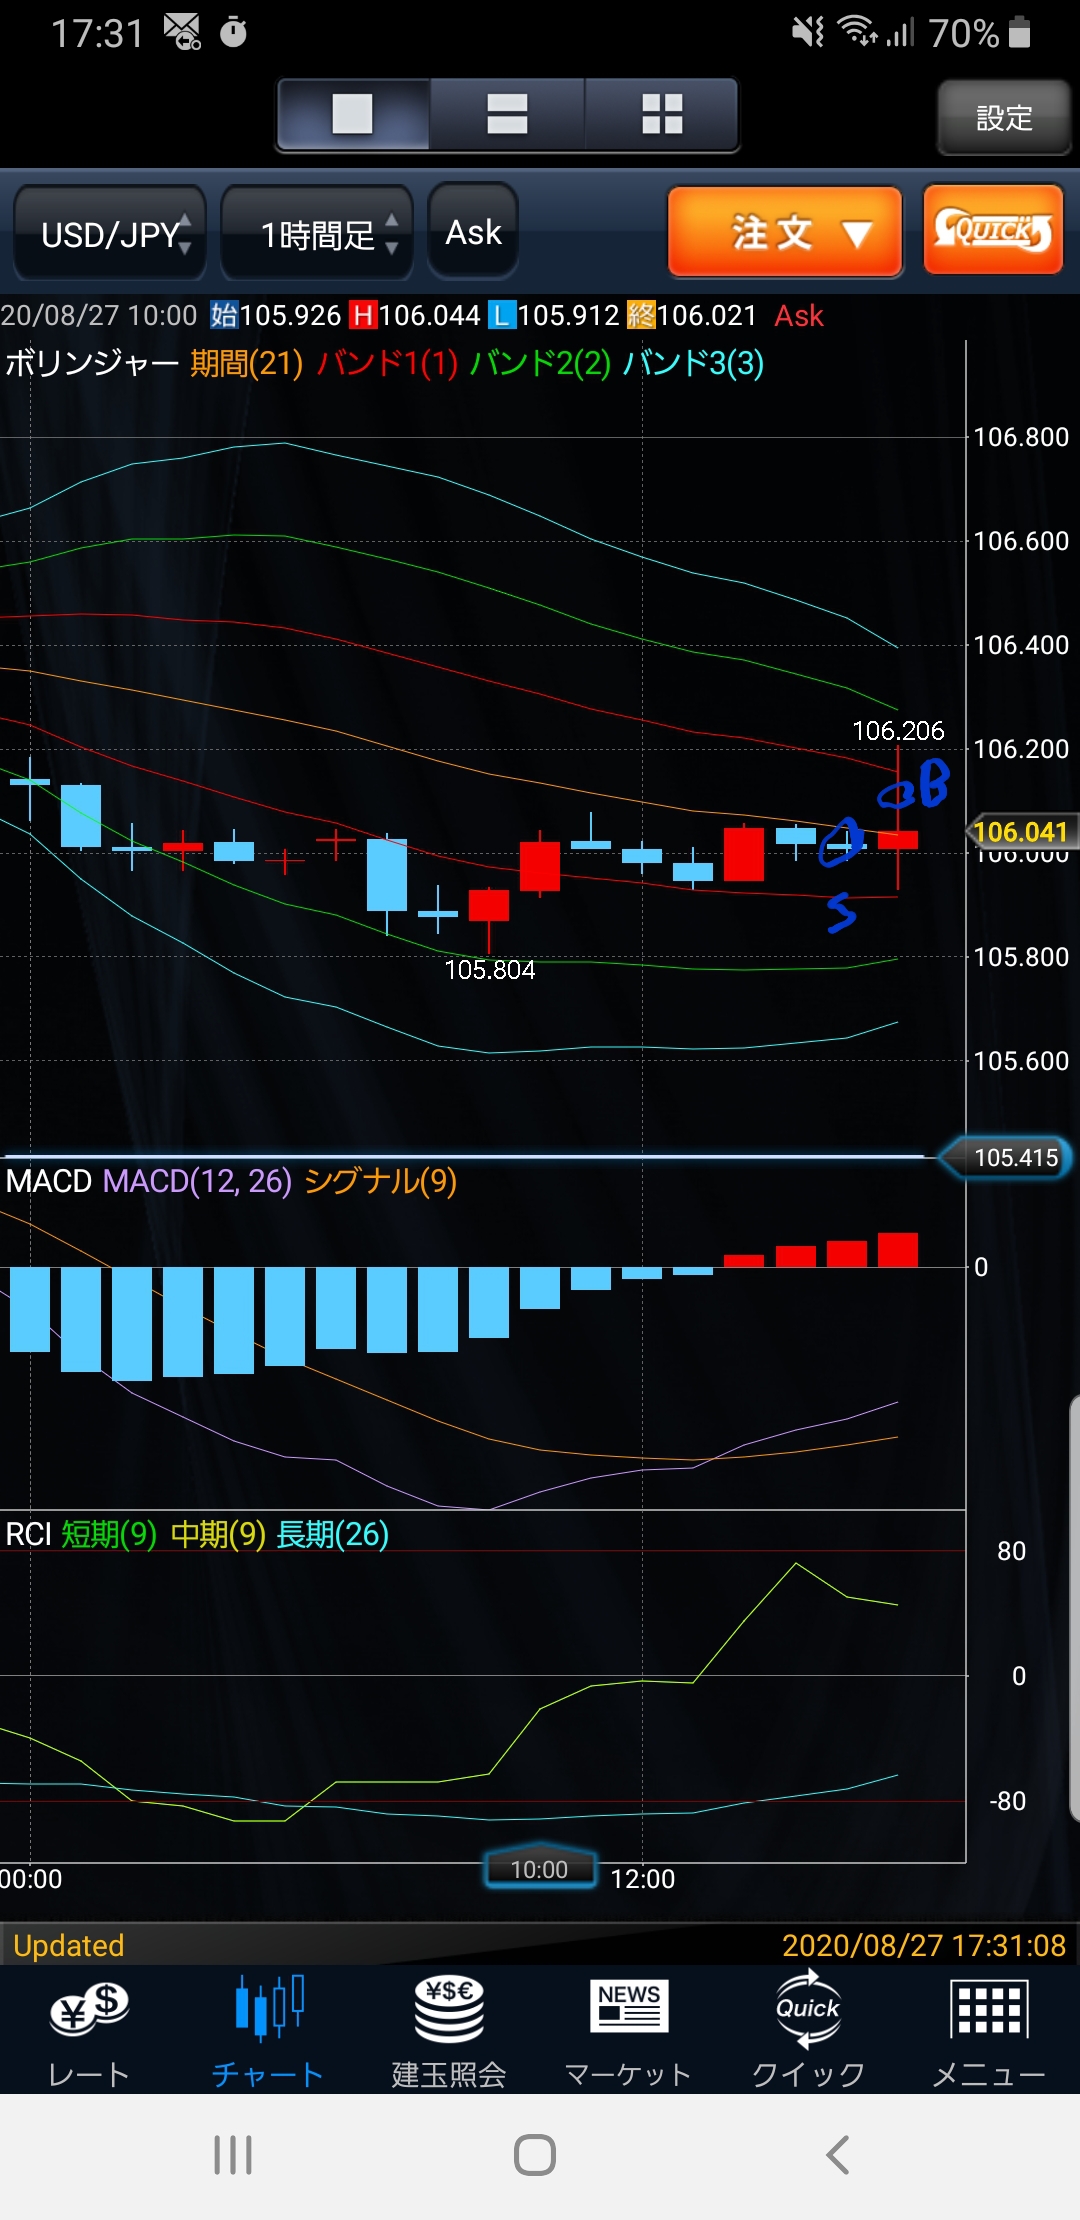 17:31 70%
設定
USD/JPY 1時間足 Ask 注文 ▼ QUICK
20/08/27 10:00 始105.926 H106.044 L105.912 終106.021 Ask
ボリンジャー 期間(21) バンド1(1) バンド2(2) バンド3(3)
106.800
106.600
106.400
106.206
106.200
B
106.041
106.000
S
105.804
105.800
105.600
105.415
MACD MACD(12, 26) シグナル(9)
0
RCI 短期(9) 中期(9) 長期(26)
80
0
-80
00:00 10:00 12:00
Updated 2020/08/27 17:31:08
¥$ ¥$€ NEWS Quick
レート チャート 建玉照会 マーケット クイック メニュー